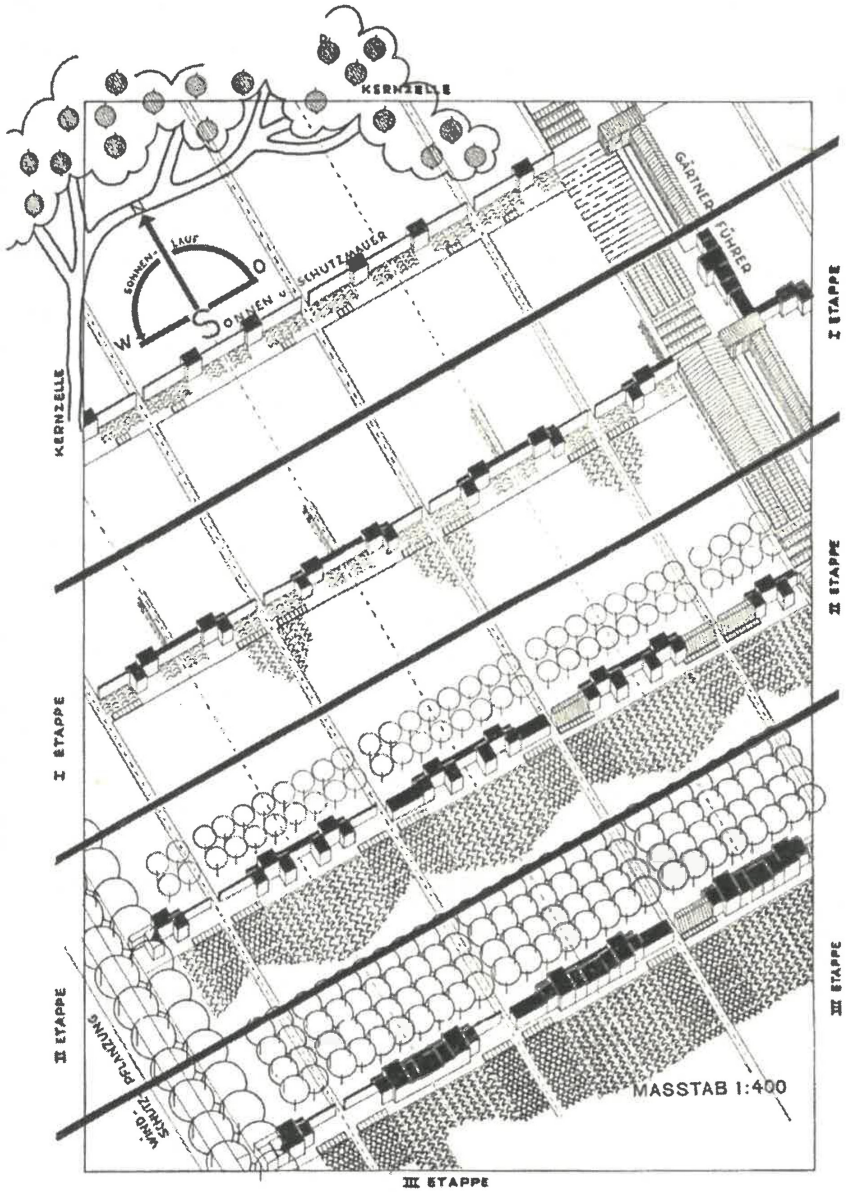 KERNZELLE
GÄRTNER FÜHRER
N
SONNEN-LAUF
O
W
SONNEN U. SCHUTZMAUER
KERNZELLE
I ETAPPE
II ETAPPE
I ETAPPE
III ETAPPE
II ETAPPE
WIND-
SCHUTZ PFLANZUNG
MASSTAB 1:400
III ETAPPE